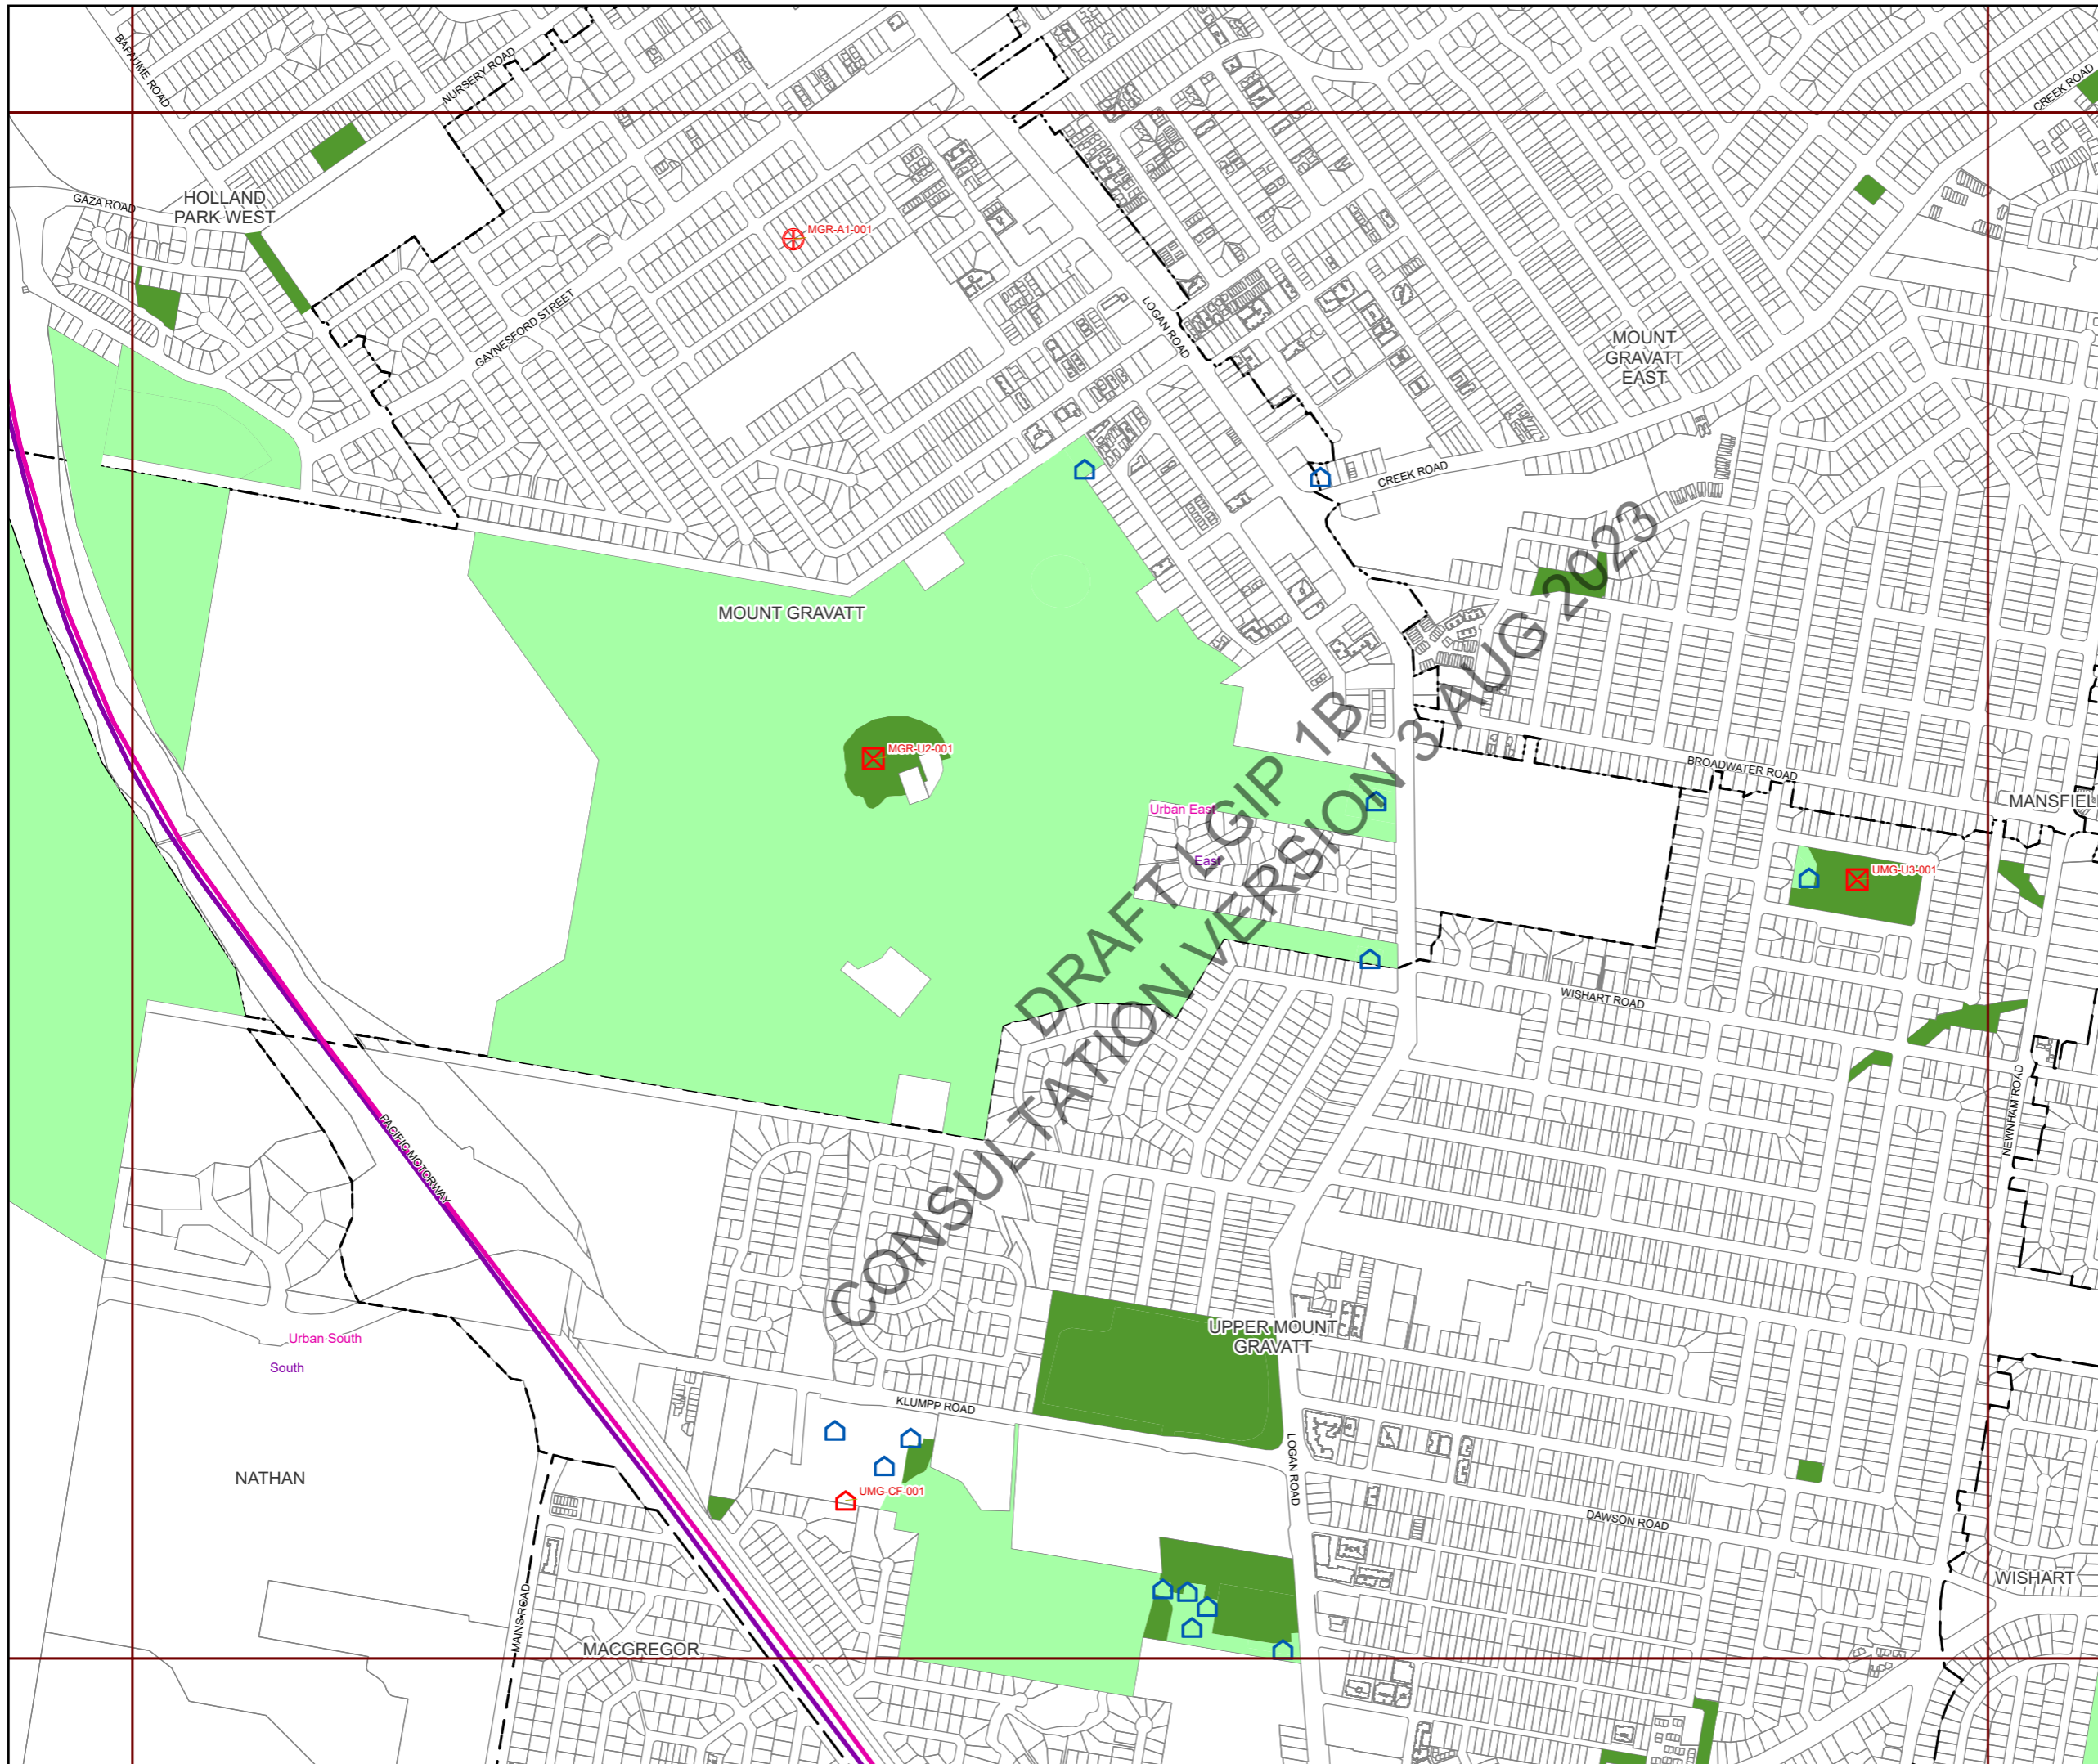 BAPAUME ROAD
NURSERY ROAD
CREEK ROAD
HOLLAND
PARK WEST
GAZA ROAD
MGR-A1-001
GAYNESFORD STREET
LOGAN ROAD
MOUNT
GRAVATT
EAST
CREEK ROAD
MOUNT GRAVATT
MGR-U2-001
BROADWATER ROAD
MANSFIEL
Urban East
East
UMG-U3-001
DRAFT LGIP 1B
CONSULTATION VERSION 3 AUG 2023
WISHART ROAD
NEWNHAM ROAD
PACIFIC MOTORWAY
Urban South
South
UPPER MOUNT
GRAVATT
KLUMPP ROAD
LOGAN ROAD
NATHAN
UMG-CF-001
DAWSON ROAD
WISHART
MAINS ROAD
MACGREGOR